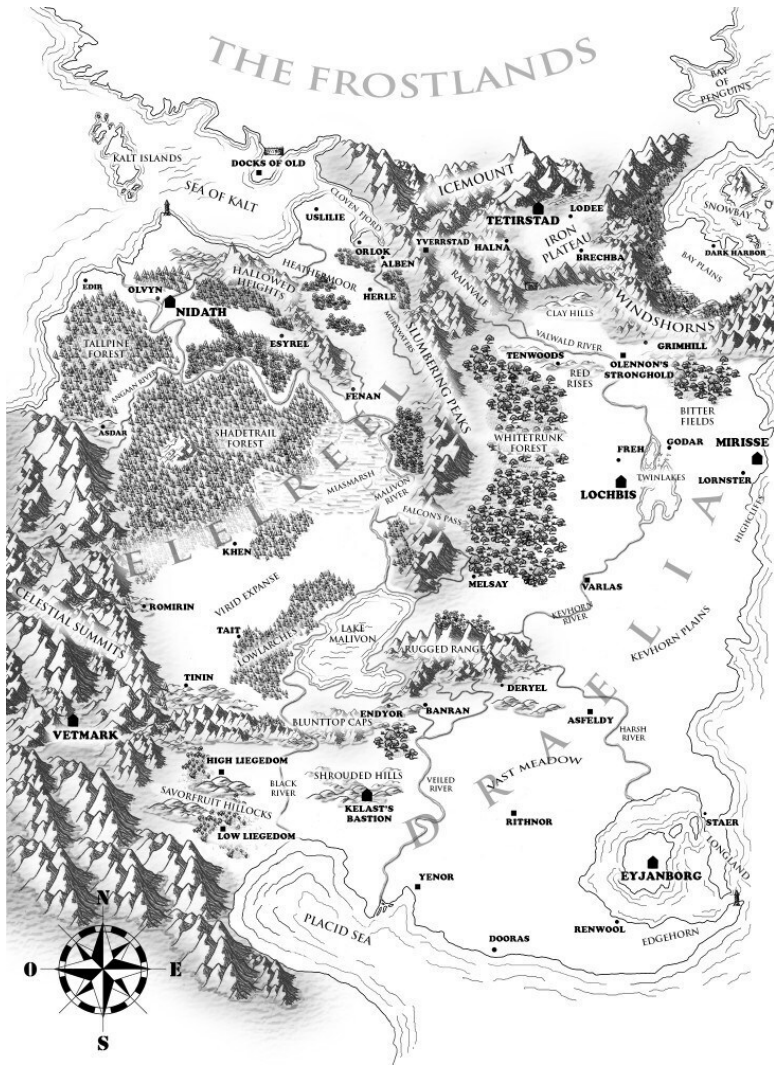 THE FROSTLANDS
BAY
OF
PENGUINS
KALT ISLANDS
DOCKS OF OLD
SEA OF KALT
ICEMOUNT
SNOWBAY
USLILIE
CLOVEN FJORD
TETIRSTAD
LODEE
ORLOK
YVERRSTAD
HALNA
IRON
PLATEAU
DARK HARBOR
ALBEN
BRECHBA
BAY PLAINS
EDIR
OLVYN
HALLOWED
HEIGHTS
HEATHERMOOR
HERLE
RAINVALE
NIDATH
CLAY HILLS
WINDSHORNS
MUCKWATERS
SLUMBERING PEAKS
TALLPINE
FOREST
ESYREL
VALWALD RIVER
GRIMHILL
TENWOODS
OLENNON'S
STRONGHOLD
RED
RISES
ANGAAN RIVER
FENAN
BITTER
FIELDS
ASDAR
SHADETRAIL
FOREST
WHITETRUNK
FOREST
GODAR
MIRISSE
FREH
MIASMARSH
LORNSTER
MALIVON
RIVER
TWINLAKES
LOCHBIS
FALCON'S PASS
HIGHCLIFFS
ELELREEL
KHEN
MELSAY
VARLAS
VIRID EXPANSE
ROMIRIN
KEVHORN
RIVER
CELESTIAL SUMMITS
TAIT
LAKE
MALIVON
KEVHORN PLAINS
LOWLARCHES
RUGGED RANGE
TININ
DERYEL
ENDYOR
BANRAN
ASFELDY
VETMARK
BLUNTTOP CAPS
HARSH
RIVER
HIGH LIEGEDOM
SHROUDED HILLS
VAST MEADOW
BLACK
RIVER
VEILED
RIVER
SAVORFRUIT HILLOCKS
KELAST'S
BASTION
DRAELIA
RITHNOR
STAER
LOW LIEGEDOM
LONGLAND
EYJANBORG
YENOR
N
PLACID SEA
RENWOOL
DOORAS
EDGEHORN
O
E
S